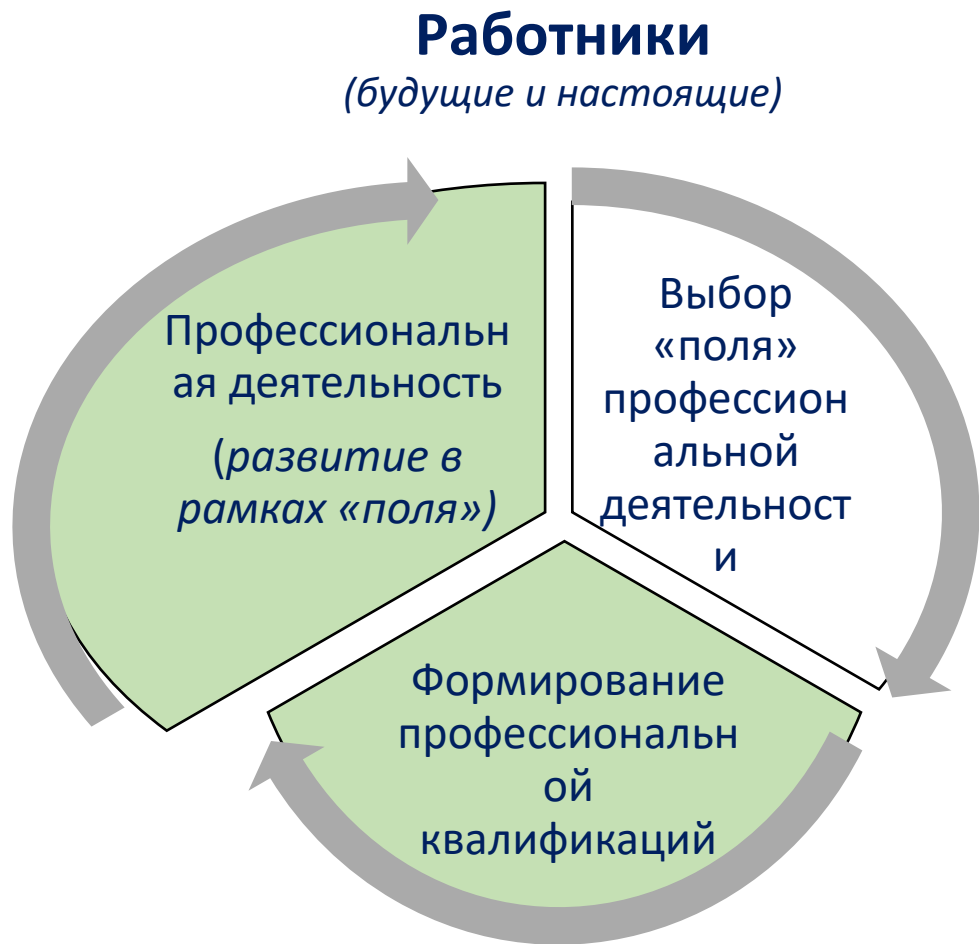 Работники
(будущие и настоящие)
Профессиональн
ая деятельность
(развитие в
рамках «поля»)
Выбор
«поля»
профессион
альной
деятельност
и
Формирование
профессиональн
ой
квалификаций